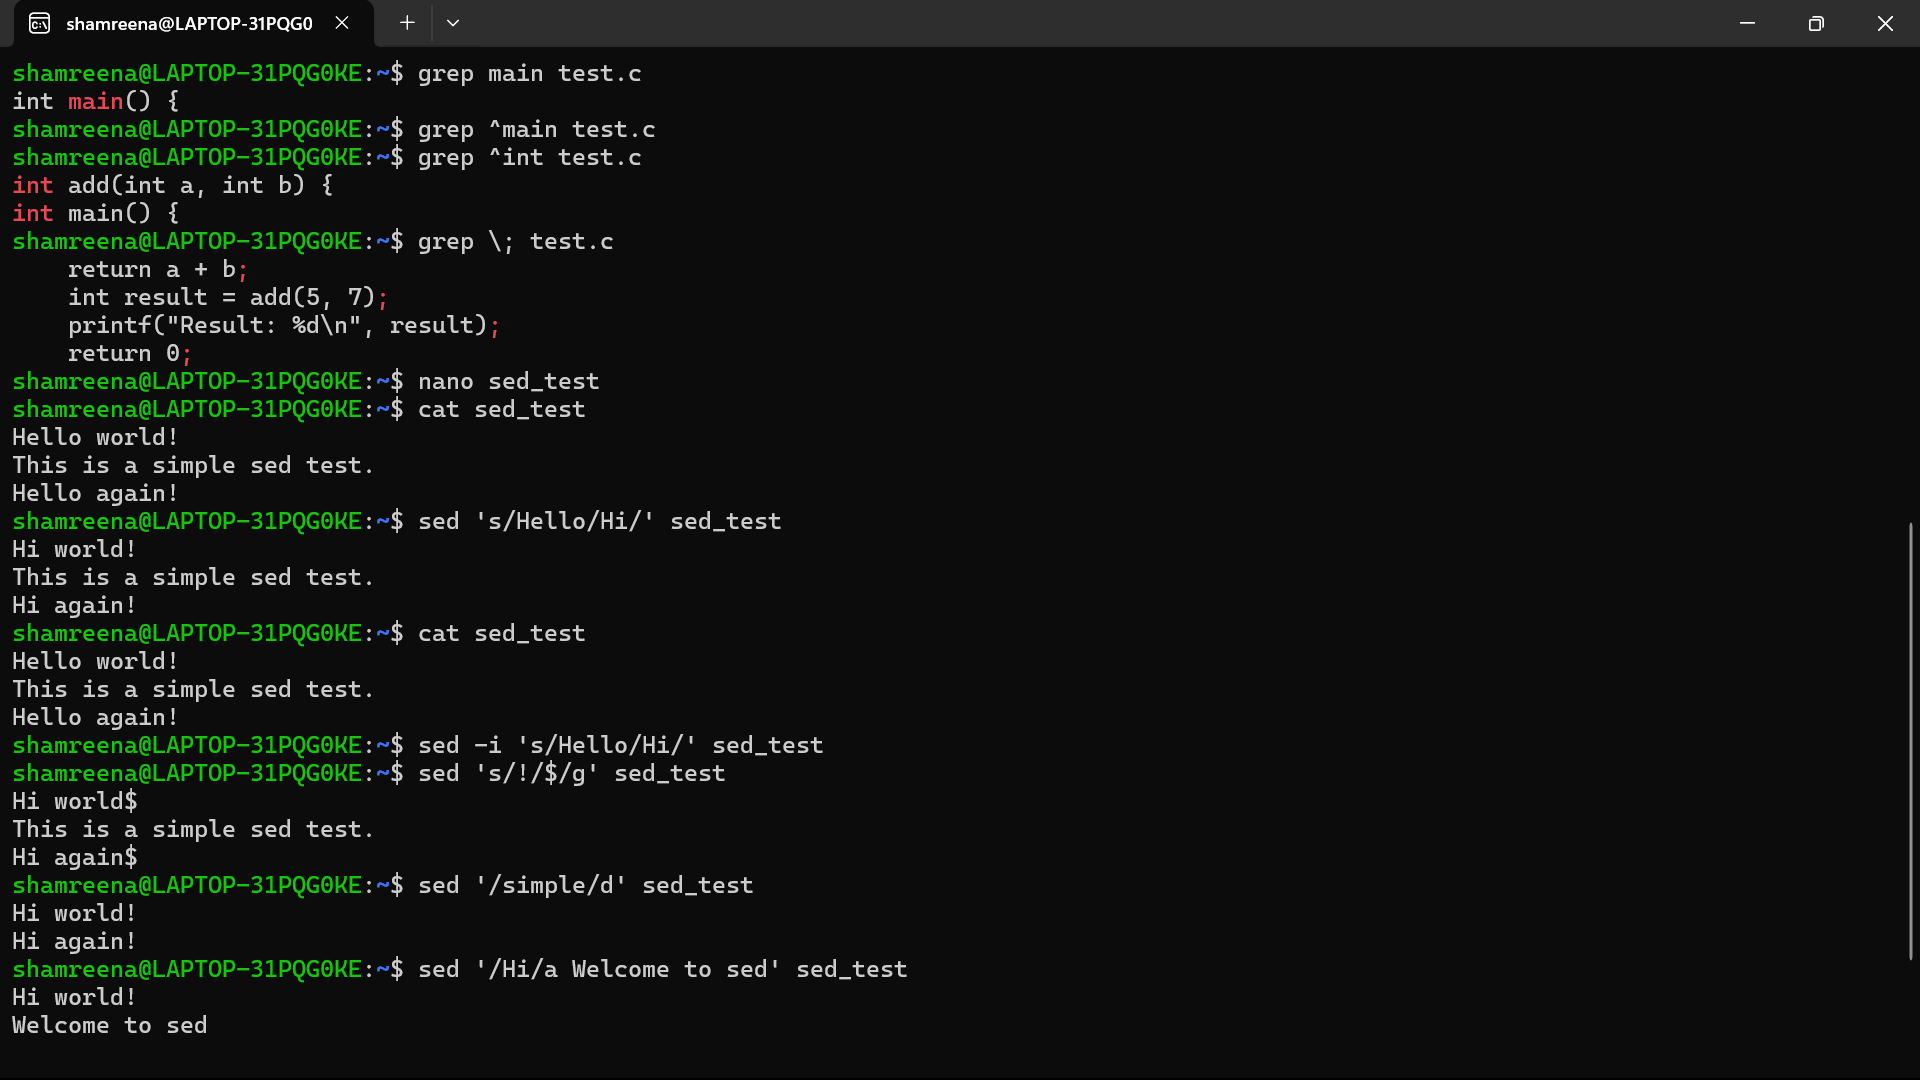 shamreena@LAPTOP-31PQG0
shamreena@LAPTOP-31PQG0KE:~$ grep main test.c
int main() {
shamreena@LAPTOP-31PQG0KE:~$ grep ^main test.c
shamreena@LAPTOP-31PQG0KE:~$ grep ^int test.c
int add(int a, int b) {
int main() {
shamreena@LAPTOP-31PQG0KE:~$ grep \; test.c
    return a + b;
    int result = add(5, 7);
    printf("Result: %d\n", result);
    return 0;
shamreena@LAPTOP-31PQG0KE:~$ nano sed_test
shamreena@LAPTOP-31PQG0KE:~$ cat sed_test
Hello world!
This is a simple sed test.
Hello again!
shamreena@LAPTOP-31PQG0KE:~$ sed 's/Hello/Hi/' sed_test
Hi world!
This is a simple sed test.
Hi again!
shamreena@LAPTOP-31PQG0KE:~$ cat sed_test
Hello world!
This is a simple sed test.
Hello again!
shamreena@LAPTOP-31PQG0KE:~$ sed -i 's/Hello/Hi/' sed_test
shamreena@LAPTOP-31PQG0KE:~$ sed 's/!/$/g' sed_test
Hi world$
This is a simple sed test.
Hi again$
shamreena@LAPTOP-31PQG0KE:~$ sed '/simple/d' sed_test
Hi world!
Hi again!
shamreena@LAPTOP-31PQG0KE:~$ sed '/Hi/a Welcome to sed' sed_test
Hi world!
Welcome to sed